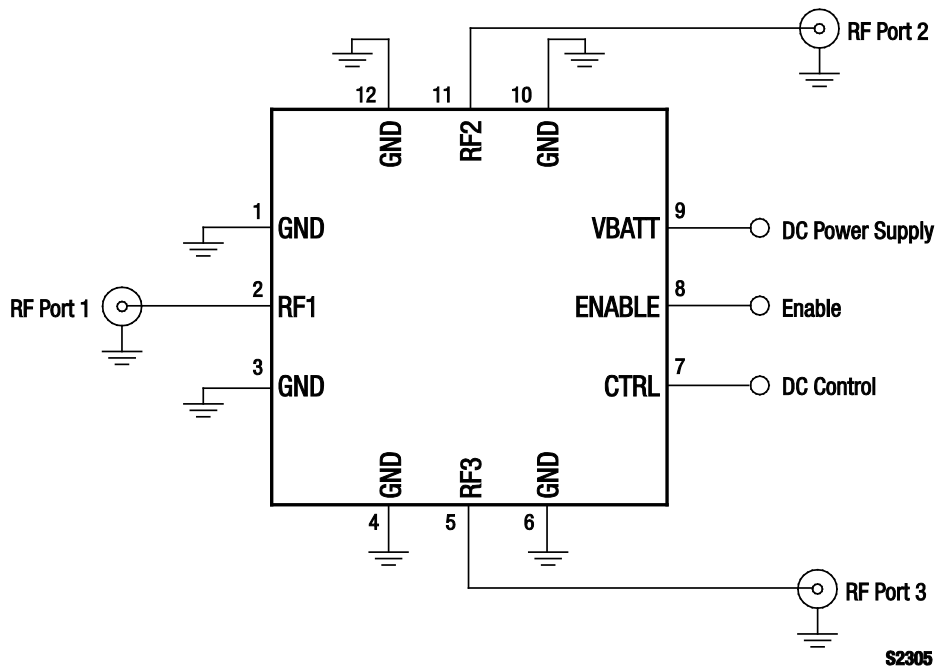 RF Port 2
12
11
10
GND
RF2
GND
1
GND
VBATT
9
DC Power Supply
RF Port 1
2
RF1
ENABLE
8
Enable
3
GND
CTRL
7
DC Control
GND
RF3
GND
4
5
6
RF Port 3
S2305